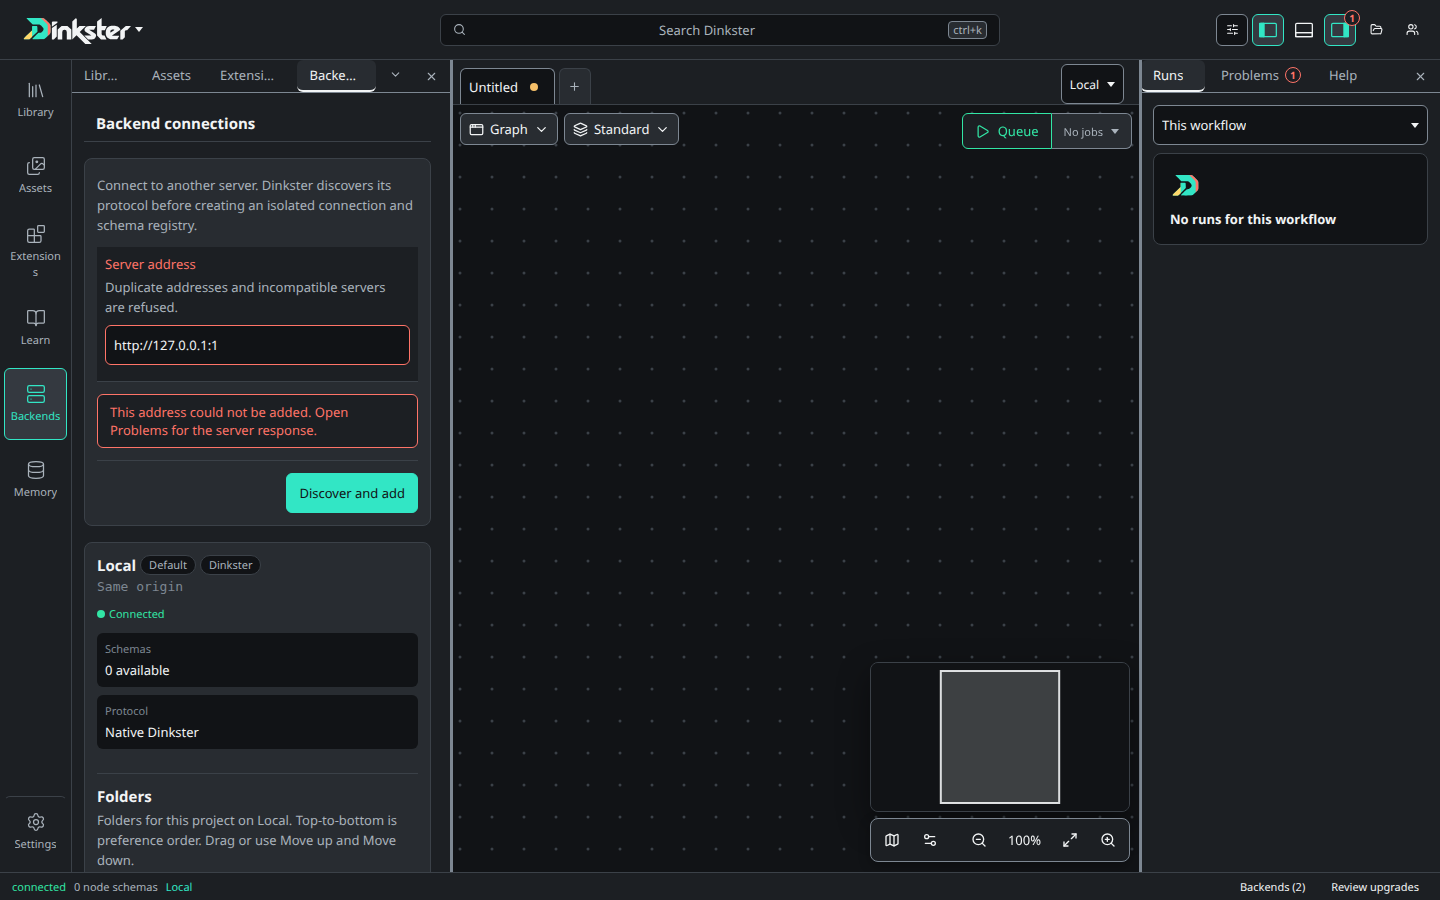 Dinkster
Search Dinkster
ctrl+k
1
Library
Assets
Extension
s
Learn
Backends
Memory
Settings
Libr...
Assets
Extensi...
Backe...
Backend connections
Connect to another server. Dinkster discovers its
protocol before creating an isolated connection and
schema registry.
Server address
Duplicate addresses and incompatible servers
are refused.
http://127.0.0.1:1
This address could not be added. Open
Problems for the server response.
Discover and add
Local Default Dinkster
Same origin
Connected
Schemas
0 available
Protocol
Native Dinkster
Folders
Folders for this project on Local. Top-to-bottom is
preference order. Drag or use Move up and Move
down.
Untitled
Local
Graph
Standard
Queue
No jobs
100%
Runs
Problems 1
Help
This workflow
No runs for this workflow
connected 0 node schemas Local
Backends (2)
Review upgrades